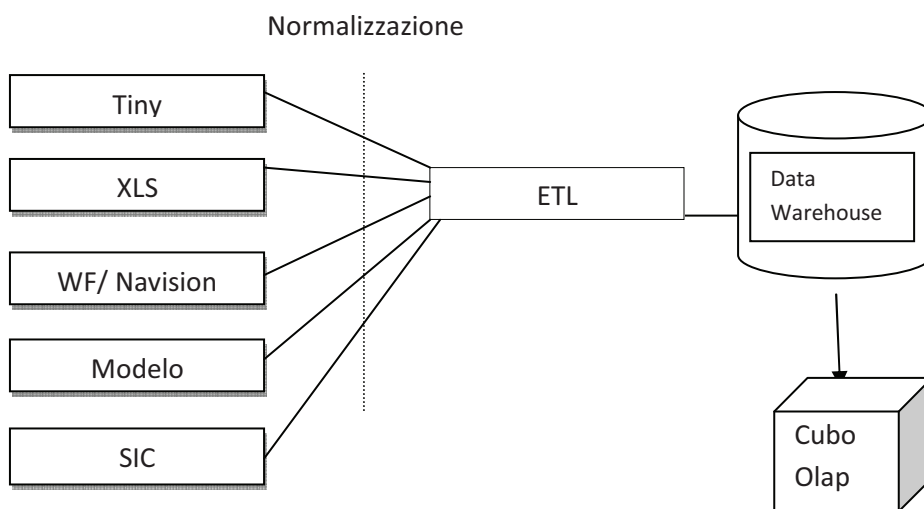 Normalizzazione
Tiny
XLS
WF/ Navision
Modelo
SIC
ETL
Data
Warehouse
Cubo
Olap